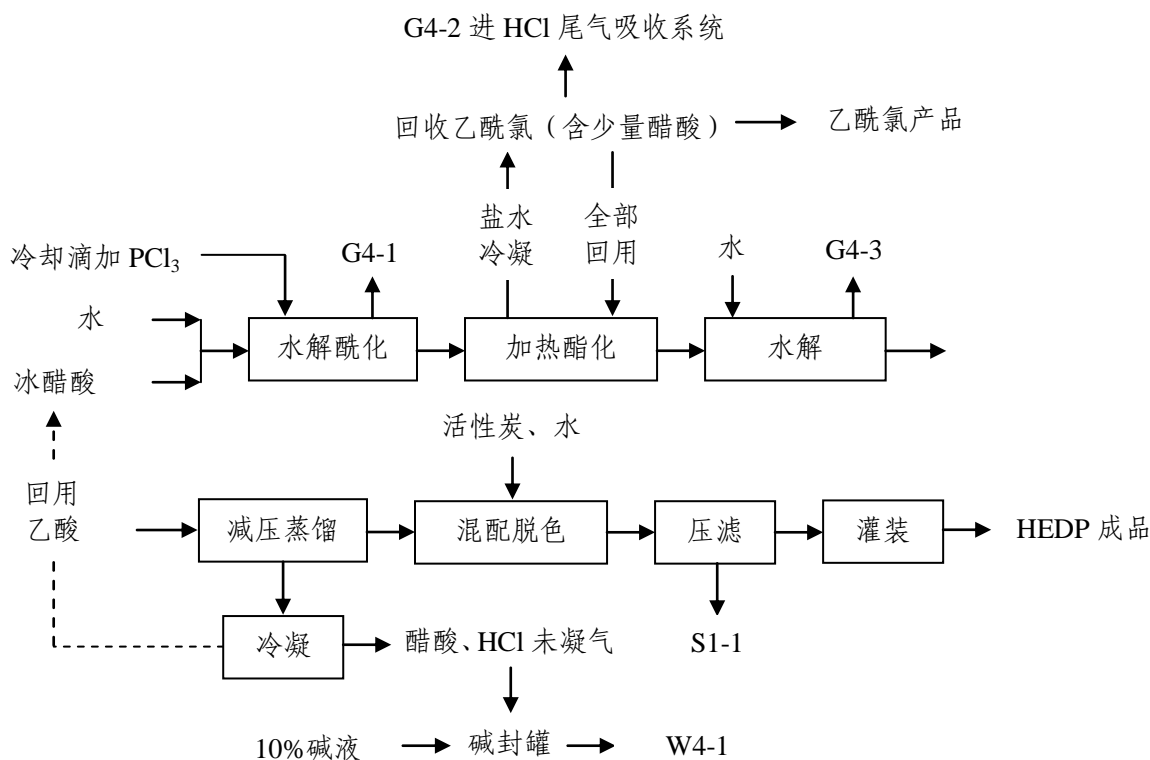 G4-2 进 HCl 尾气吸收系统
回收乙酰氯（含少量醋酸）
乙酰氯产品
盐水
冷凝
全部
回用
冷却滴加 PCl₃
G4-1
水
G4-3
水
冰醋酸
水解酰化
加热酯化
水解
活性炭、水
回用
乙酸
减压蒸馏
混配脱色
压滤
灌装
HEDP 成品
冷凝
醋酸、HCl 未凝气
S1-1
10%碱液
碱封罐
W4-1